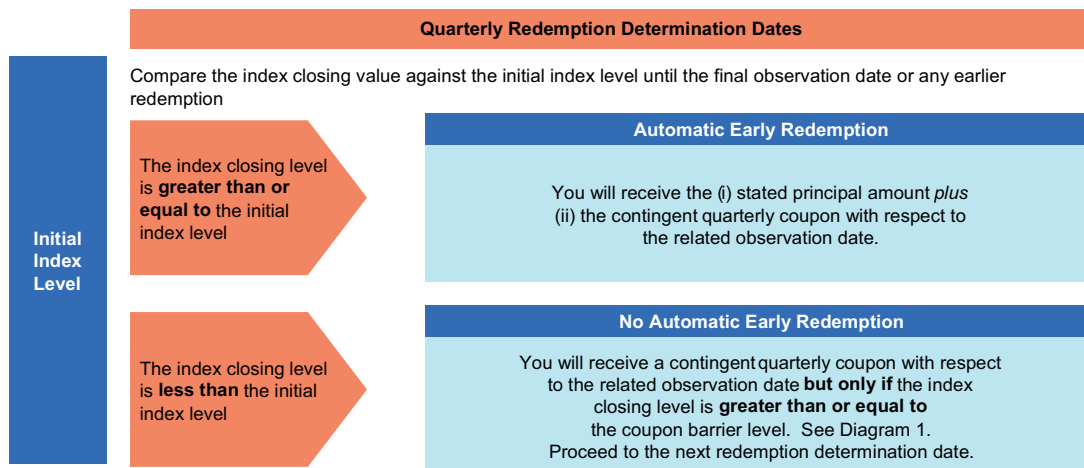 Quarterly Redemption Determination Dates
Initial
Index
Level
Compare the index closing value against the initial index level until the final observation date or any earlier
redemption
The index closing level
is greater than or
equal to the initial
index level
Automatic Early Redemption
You will receive the (i) stated principal amount plus
(ii) the contingent quarterly coupon with respect to
the related observation date.
The index closing level
is less than the initial
index level
No Automatic Early Redemption
You will receive a contingent quarterly coupon with respect
to the related observation date but only if the index
closing level is greater than or equal to
the coupon barrier level. See Diagram 1.
Proceed to the next redemption determination date.